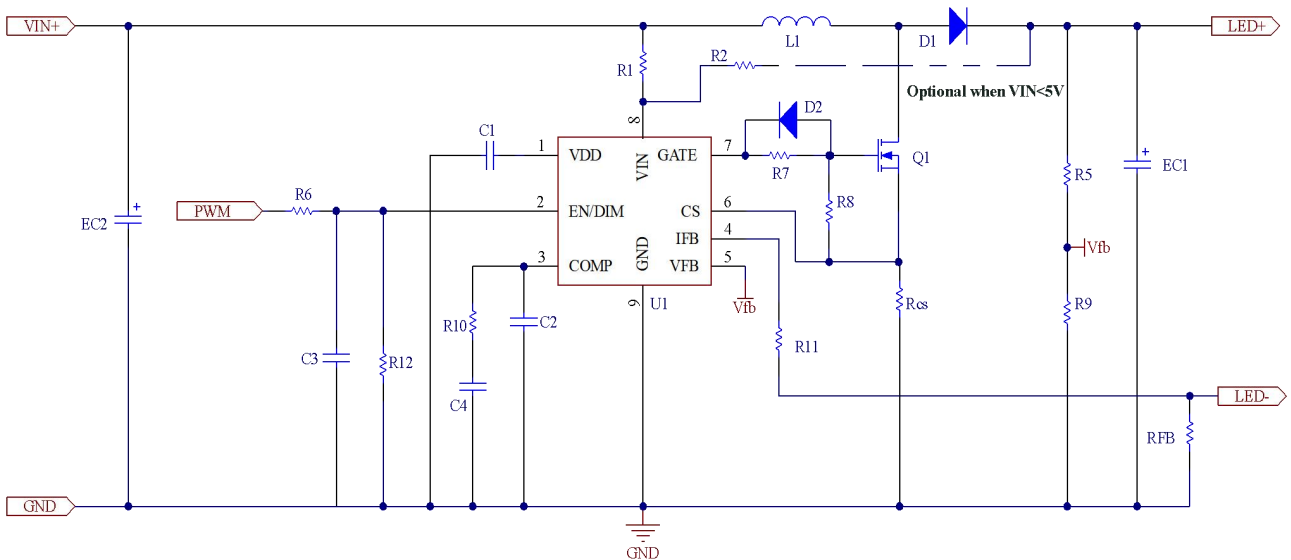 VIN+
LED+
L1
D1
R1
R2
Optional when VIN<5V
D2
8
C1
1
VDD
VIN
GATE
7
R7
Q1
R5
EC1
R6
PWM
2
EN/DIM
CS
6
R8
EC2
IFB
4
Vfb
3
COMP
GND
VFB
5
9
U1
Vfb
Rcs
R9
R10
C2
R11
C3
R12
C4
LED-
RFB
GND
GND